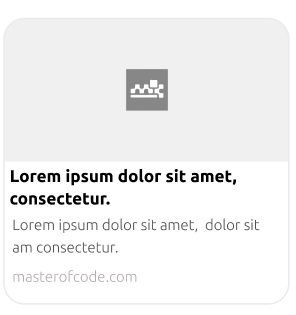 Lorem ipsum dolor sit amet,
consectetur.
Lorem ipsum dolor sit amet,  dolor sit
am consectetur.
masterofcode.com